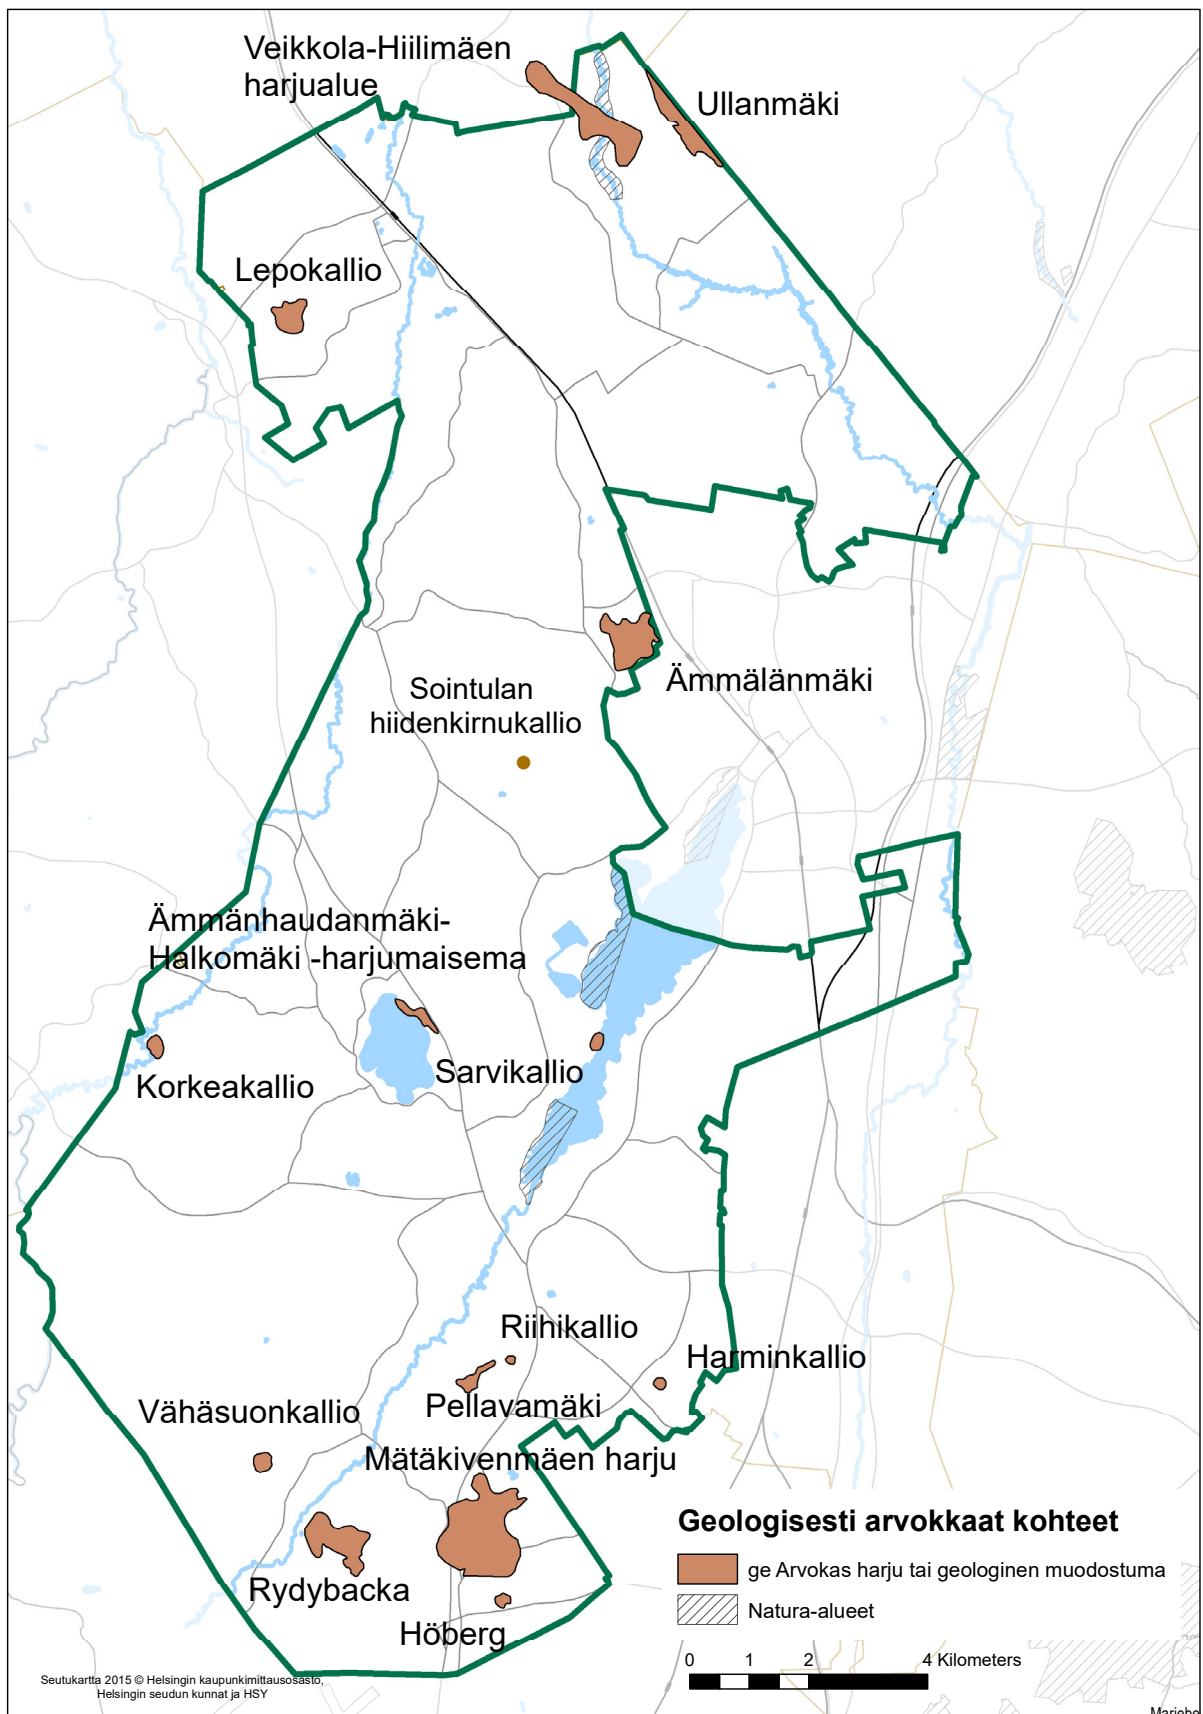 Veikkola-Hiilimäen
harjualue
Ullanmäki
Lepokallio
Ämmälänmäki
Sointulan
hiidenkirnukallio
Ämmänhaudanmäki-
Halkomäki -harjumaisema
Sarvikallio
Korkeakallio
Riihikallio
Harminkallio
Pellavamäki
Vähäsuonkallio
Mätäkivenmäen harju
Rydybacka
Höberg
Geologisesti arvokkaat kohteet
ge Arvokas harju tai geologinen muodostuma
Natura-alueet
0 1 2 4 Kilometers
Seutukartta 2015 © Helsingin kaupunkimittausosasto,
Helsingin seudun kunnat ja HSY